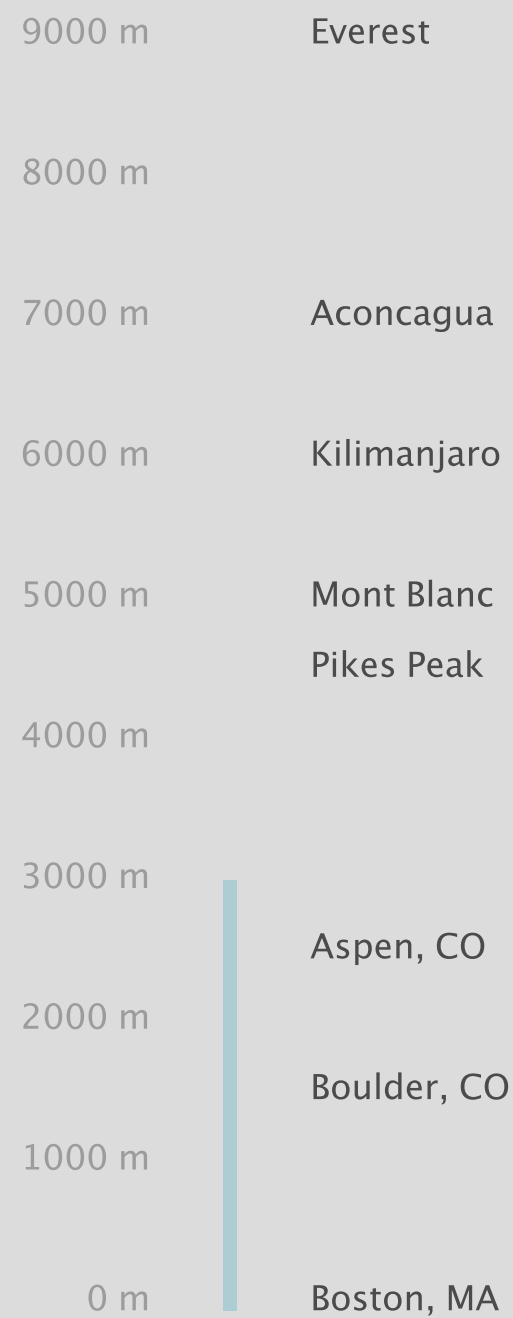 9000 m Everest
8000 m
7000 m Aconcagua
6000 m Kilimanjaro
5000 m Mont Blanc
Pikes Peak
4000 m
3000 m
Aspen, CO
2000 m
Boulder, CO
1000 m
0 m Boston, MA